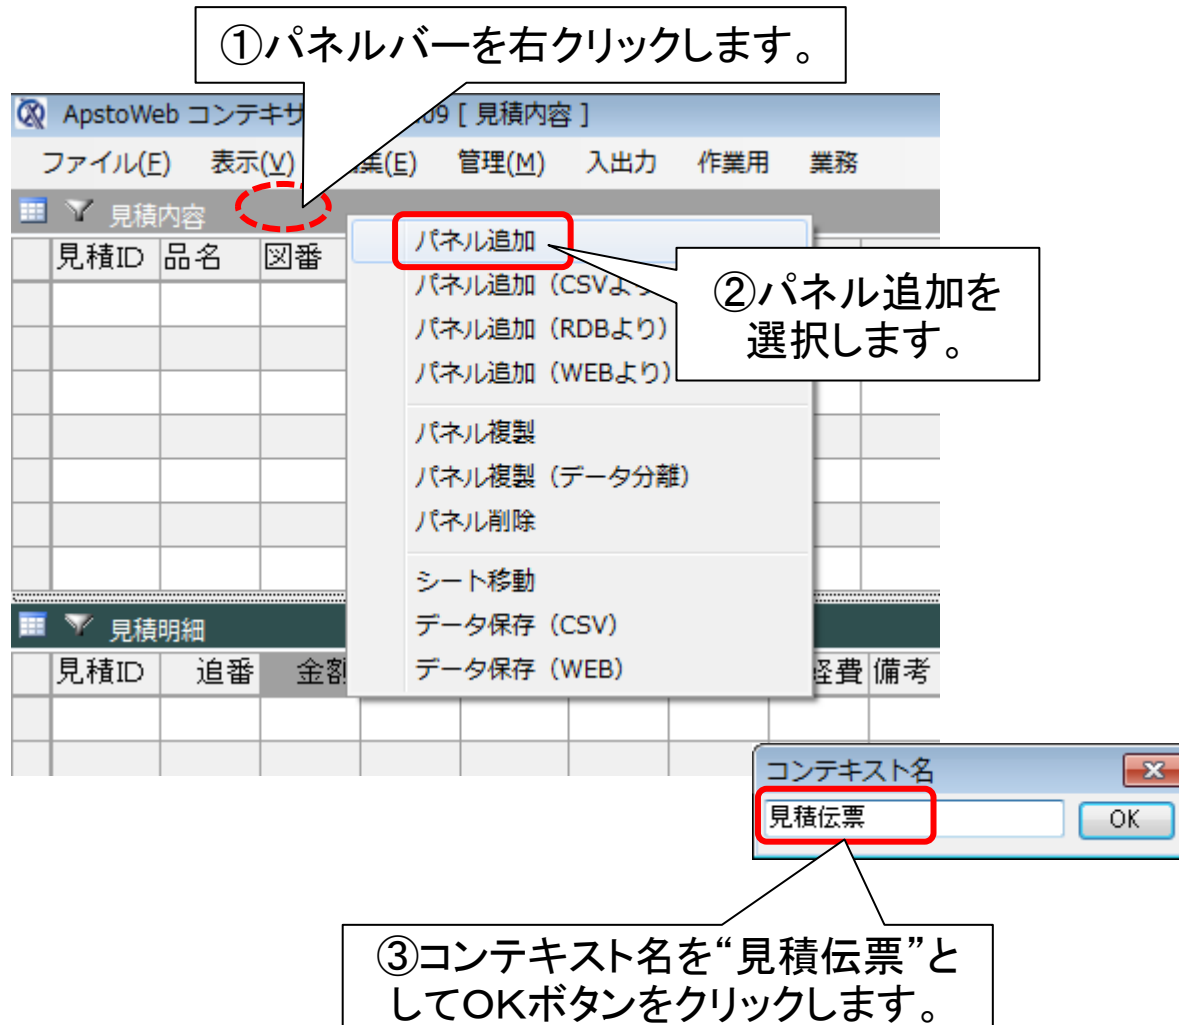 ①パネルバーを右クリックします。
ApstoWeb コンテキサ 09 [ 見積内容 ]
ファイル(F) 表示(V) 集(E) 管理(M) 入出力 作業用 業務
見積内容
見積ID 品名 図番
パネル追加
パネル追加（CSVより
パネル追加（RDBより）
パネル追加（WEBより）
②パネル追加を
選択します。
パネル複製
パネル複製（データ分離）
パネル削除
シート移動
データ保存（CSV）
データ保存（WEB）
見積明細
見積ID 追番 金額 経費 備考
コンテキスト名
見積伝票 OK
③コンテキスト名を“見積伝票”と
してOKボタンをクリックします。